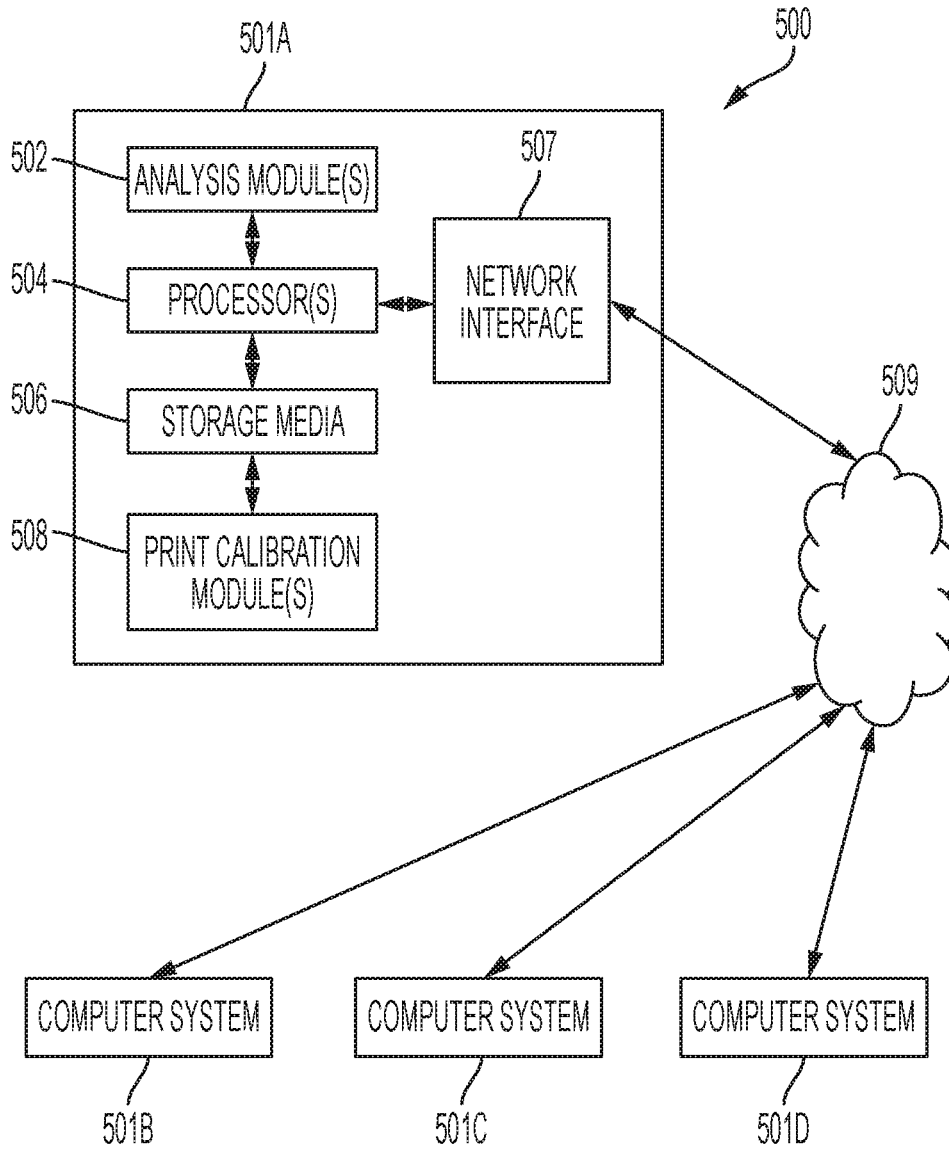 500
501A
502
ANALYSIS MODULE(S)
507
504
PROCESSOR(S)
NETWORK
INTERFACE
506
STORAGE MEDIA
509
508
PRINT CALIBRATION
MODULE(S)
COMPUTER SYSTEM
COMPUTER SYSTEM
COMPUTER SYSTEM
501B
501C
501D